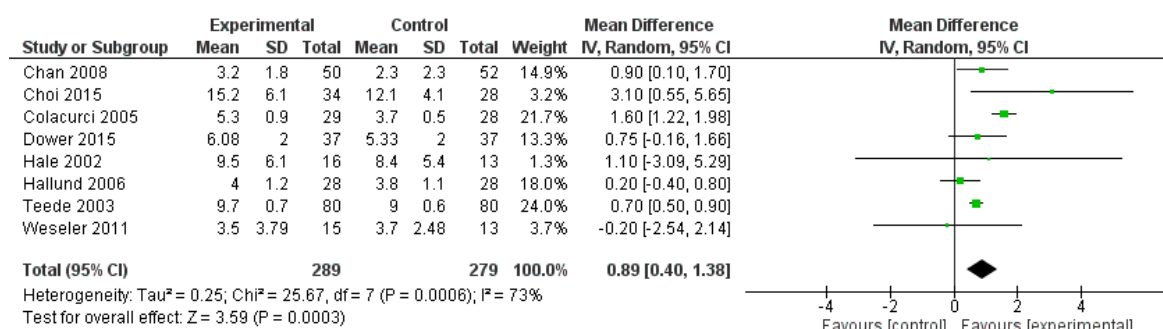 Experimental Control Mean Difference Mean Difference
Study or Subgroup Mean SD Total Mean SD Total Weight IV, Random, 95% CI IV, Random, 95% CI
Chan 2008 3.2 1.8 50 2.3 2.3 52 14.9% 0.90 [0.10, 1.70]
Choi 2015 15.2 6.1 34 12.1 4.1 28 3.2% 3.10 [0.55, 5.65]
Colacurci 2005 5.3 0.9 29 3.7 0.5 28 21.7% 1.60 [1.22, 1.98]
Dower 2015 6.08 2 37 5.33 2 37 13.3% 0.75 [-0.16, 1.66]
Hale 2002 9.5 6.1 16 8.4 5.4 13 1.3% 1.10 [-3.09, 5.29]
Hallund 2006 4 1.2 28 3.8 1.1 28 18.0% 0.20 [-0.40, 0.80]
Teede 2003 9.7 0.7 80 9 0.6 80 24.0% 0.70 [0.50, 0.90]
Weseler 2011 3.5 3.79 15 3.7 2.48 13 3.7% -0.20 [-2.54, 2.14]
Total (95% CI) 289 279 100.0% 0.89 [0.40, 1.38]
Heterogeneity: Tau² = 0.25; Chi² = 25.67, df = 7 (P = 0.0006); I² = 73%
Test for overall effect: Z = 3.59 (P = 0.0003)
-4 -2 0 2 4
Favours [control] Favours [experimental]